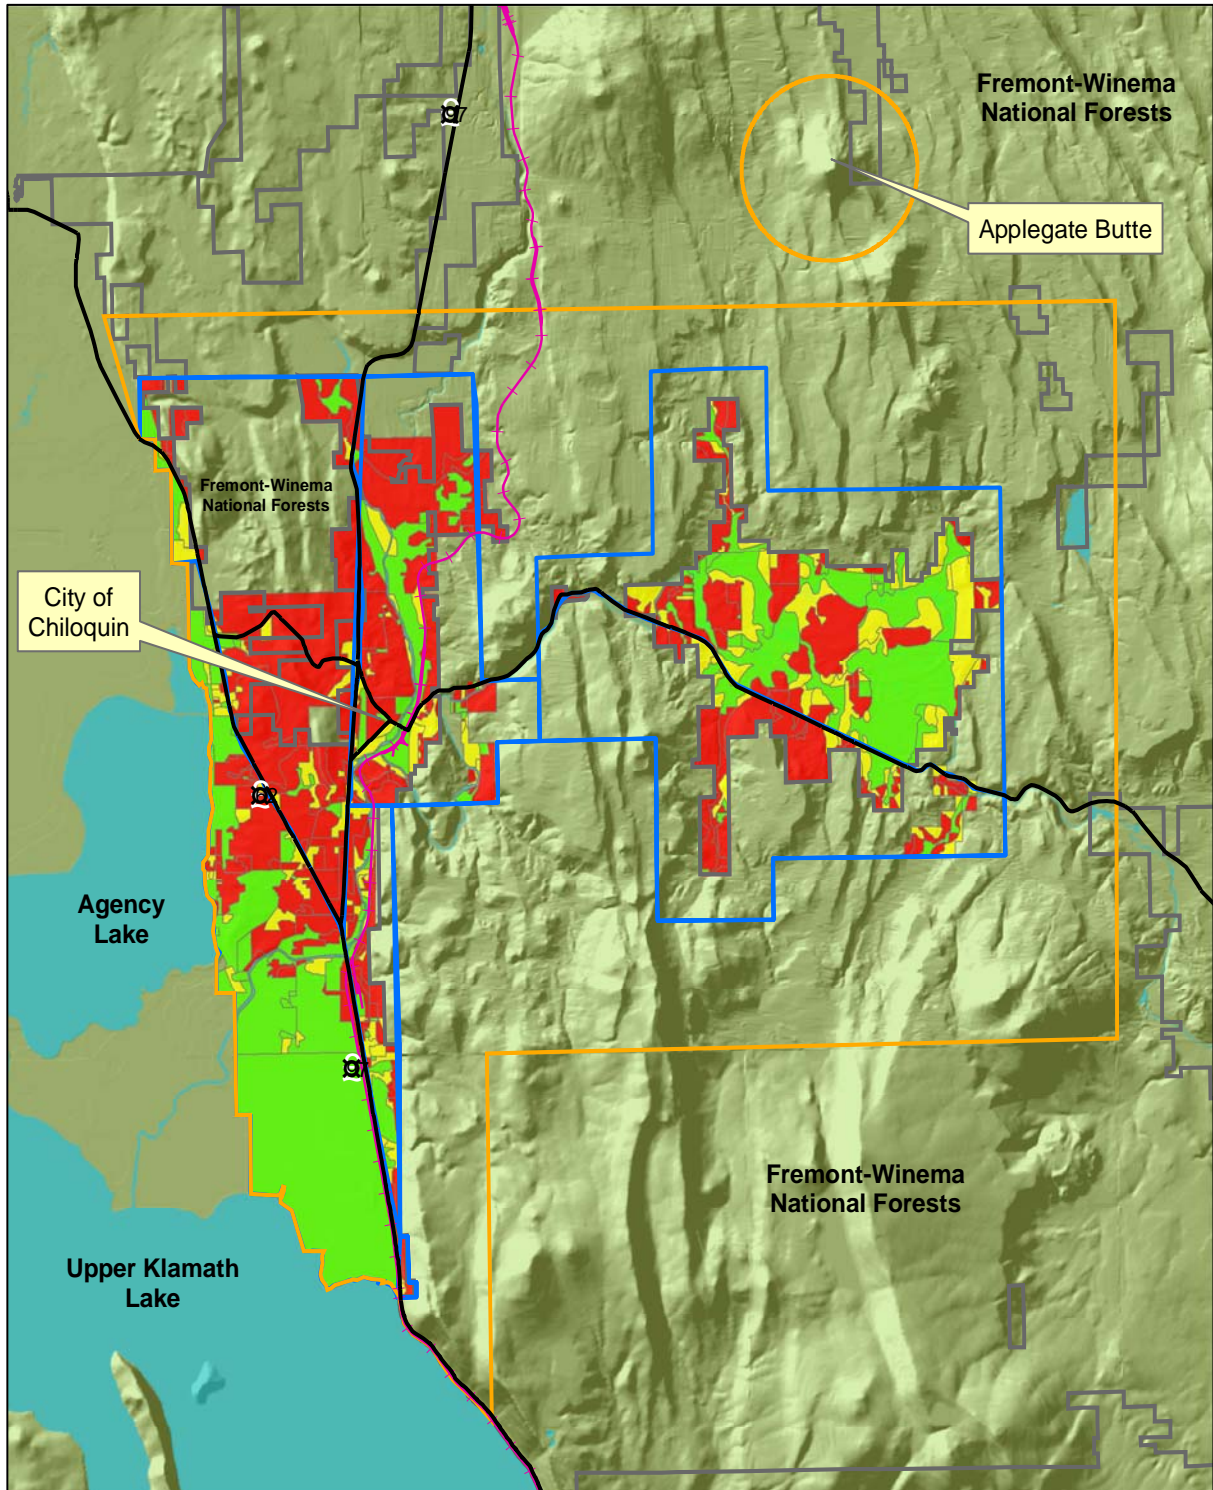 Fremont-Winema
National Forests
Applegate Butte
Fremont-Winema
National Forests
City of
Chiloquin
62
Agency
Lake
Fremont-Winema
National Forests
Upper Klamath
Lake